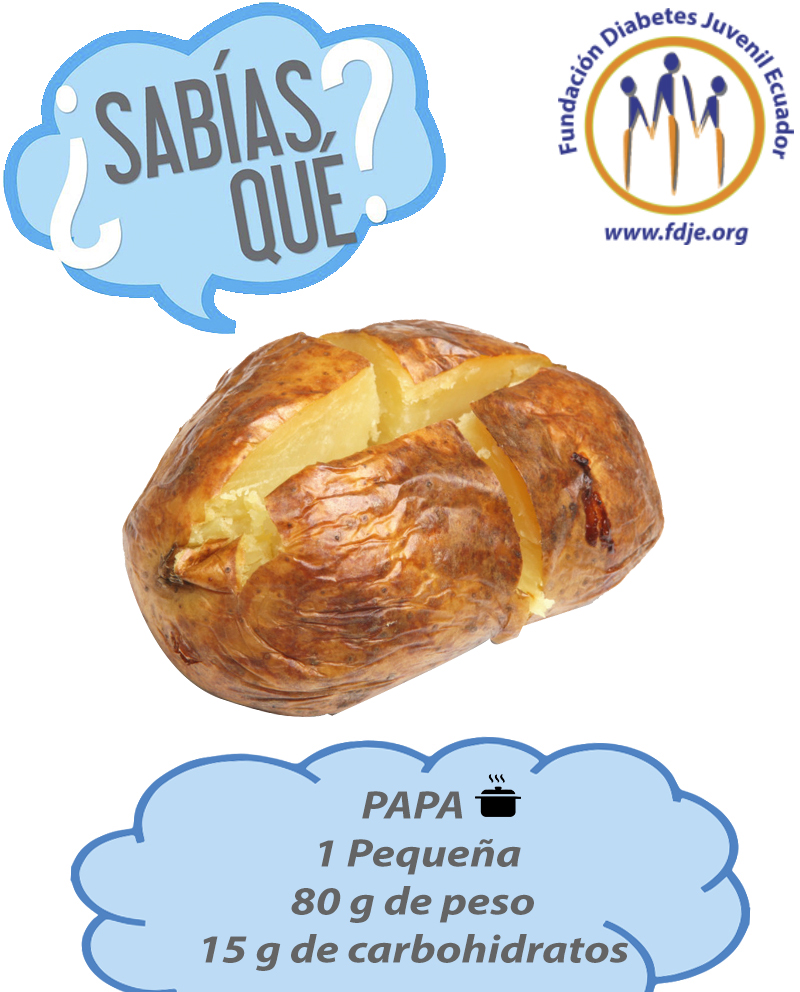 ¿SABÍAS
QUÉ?
Fundación Diabetes Juvenil Ecuador
www.fdje.org
PAPA
1 Pequeña
80 g de peso
15 g de carbohidratos